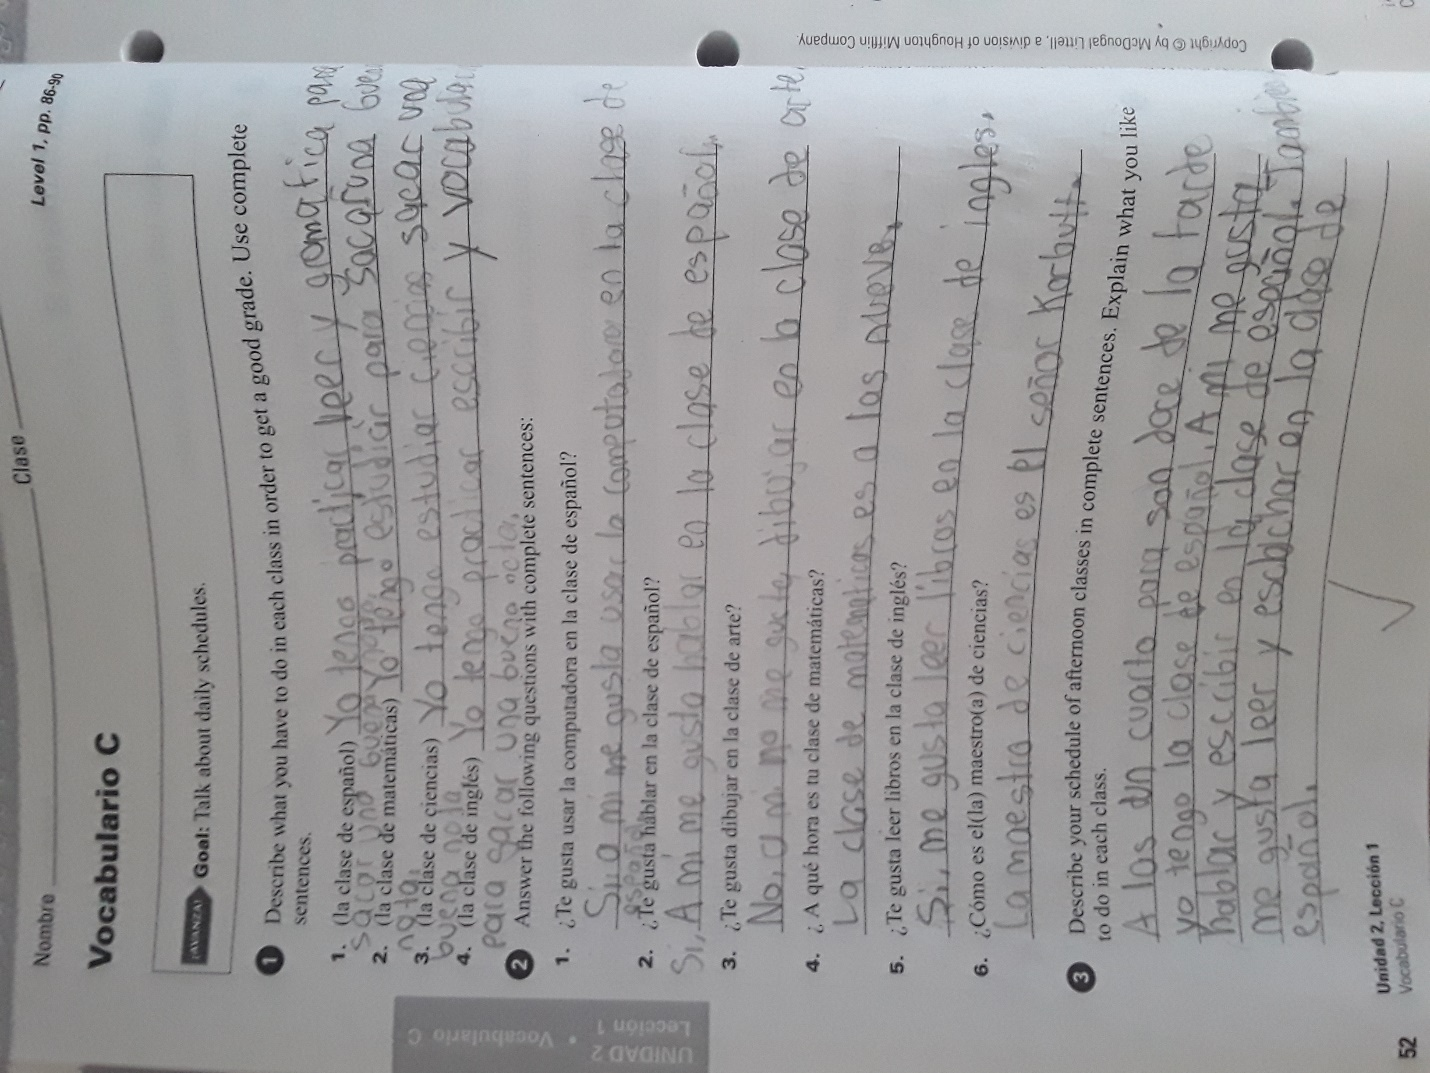 Copyright © by McDougal Littell, a division of Houghton Mifflin Company.
Nombre Clase
Level 1, pp. 86-90
Vocabulario C
¡AVANZA! Goal: Talk about daily schedules.
1 Describe what you have to do in each class in order to get a good grade. Use complete
sentences.
1. (la clase de español) Yo tengo practicar leer y gramatica para
sacar una buena nota.
2. (la clase de matemáticas) Yo tengo estudiar para sacar una buena
nota.
3. (la clase de ciencias) Yo tengo estudiar ciencias sacar una
buena nota
4. (la clase de inglés) Yo tengo practicar escribir y vocabulario
para sacar una buena nota.
2 Answer the following questions with complete sentences:
1. ¿Te gusta usar la computadora en la clase de español?
Si, a mi me gusta usar la computadora en la clase de
español
2. ¿Te gusta hablar en la clase de español?
Si, A mi me gusta hablar en la clase de español.
3. ¿Te gusta dibujar en la clase de arte?
No, a mi no me gusta dibujar en la clase de arte.
4. ¿A qué hora es tu clase de matemáticas?
La clase de matematicas es a las nueve.
5. ¿Te gusta leer libros en la clase de inglés?
Si, me gusta leer libros en la clase de ingles.
6. ¿Cómo es el(la) maestro(a) de ciencias?
La maestra de ciencias es el señor Karbutt.
3 Describe your schedule of afternoon classes in complete sentences. Explain what you like
to do in each class.
A las un cuarto para san doce de la tarde
yo tengo la clase de español. A mi me gusta
hablar y escribir en la clase de español. Tambien
me gusta leer y escuchar en la clase de
español.
UNIDAD 2 • Vocabulario C
Lección 1
52
Unidad 2, Lección 1
Vocabulario C